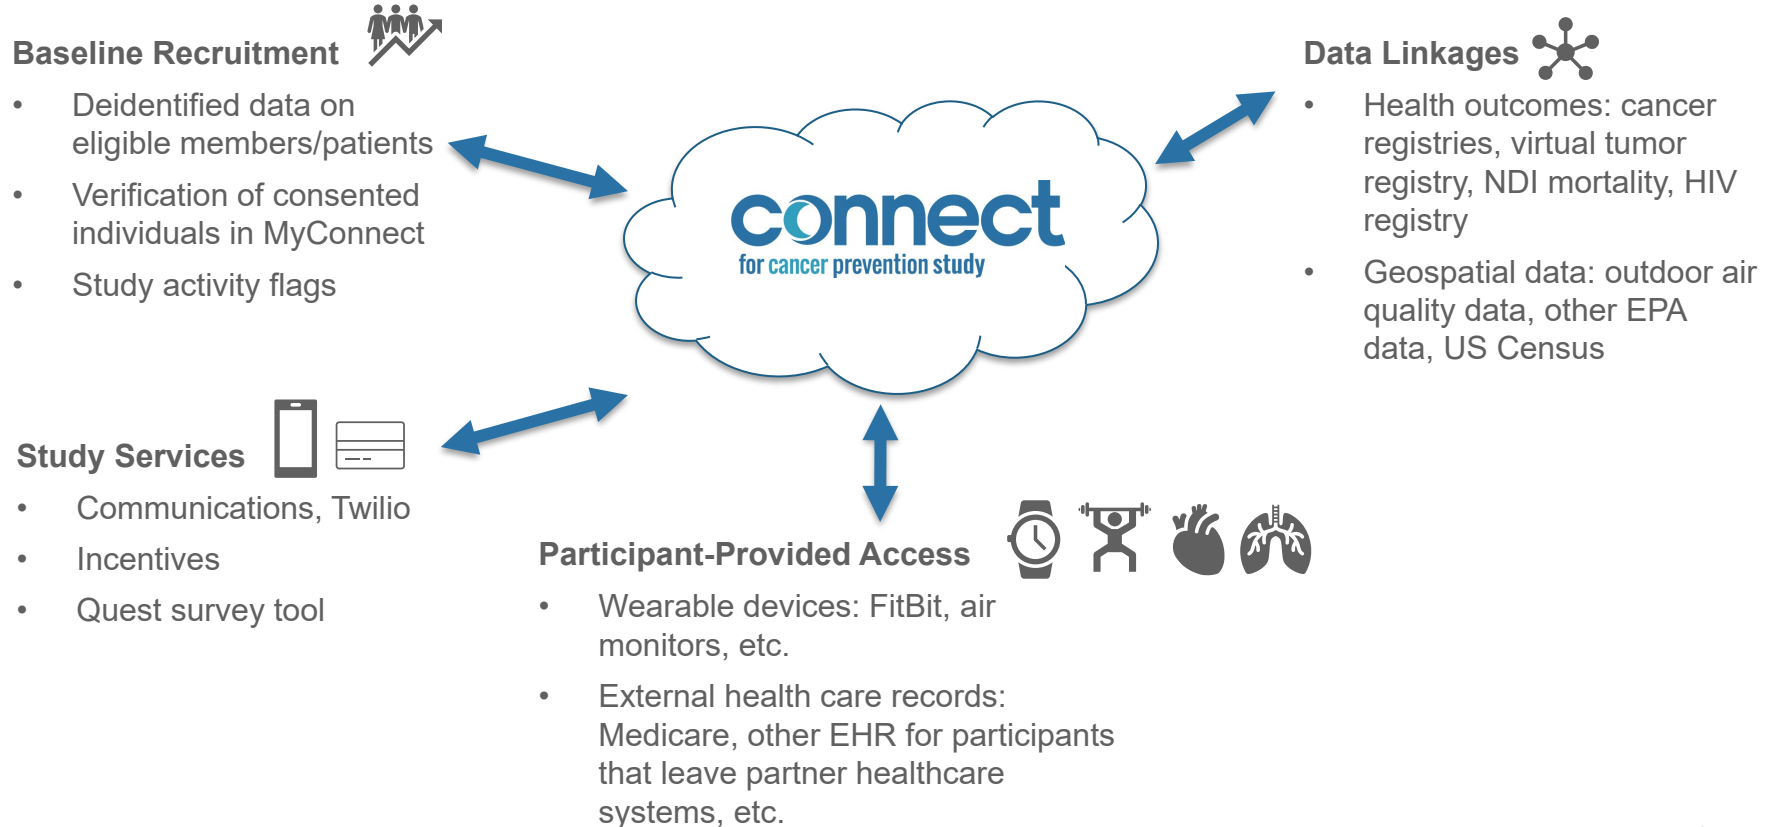 Baseline Recruitment
• Deidentified data on
eligible members/patients
• Verification of consented
individuals in MyConnect
• Study activity flags
connect
for cancer prevention study
Data Linkages
• Health outcomes: cancer
registries, virtual tumor
registry, NDI mortality, HIV
registry
• Geospatial data: outdoor air
quality data, other EPA
data, US Census
Study Services
• Communications, Twilio
• Incentives
• Quest survey tool
Participant-Provided Access
• Wearable devices: FitBit, air
monitors, etc.
• External health care records:
Medicare, other EHR for participants
that leave partner healthcare
systems, etc.